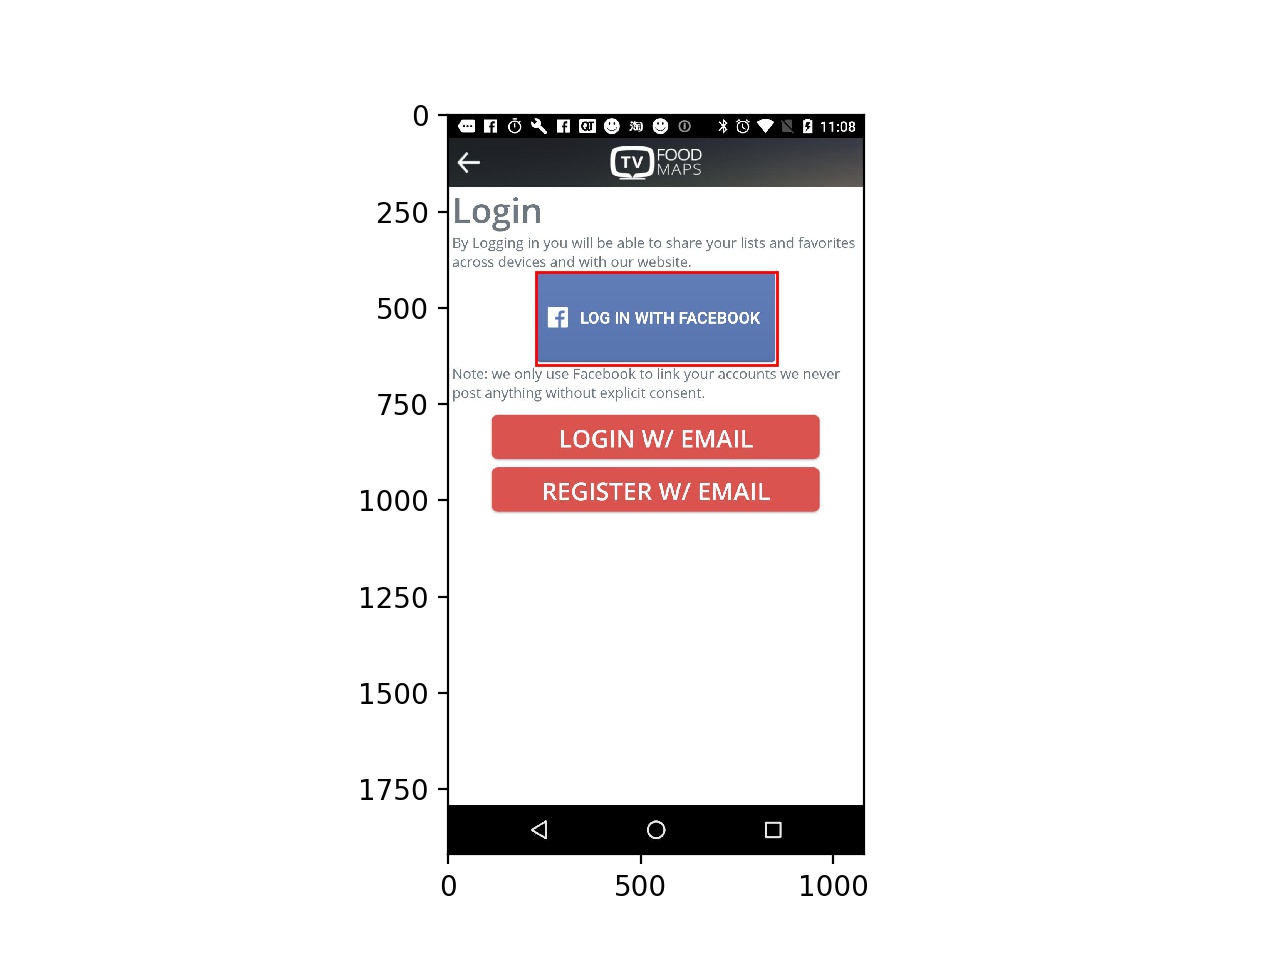 0
250
500
750
1000
1250
1500
1750
11:08
TV FOOD MAPS
Login
By Logging in you will be able to share your lists and favorites
across devices and with our website.
LOG IN WITH FACEBOOK
Note: we only use Facebook to link your accounts we never
post anything without explicit consent.
LOGIN W/ EMAIL
REGISTER W/ EMAIL
0 500 1000